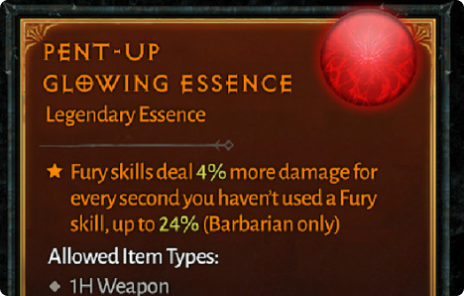 PENT-UP
GLOWING ESSENCE
Legendary Essence
Fury skills deal 4% more damage for
every second you haven't used a Fury
skill, up to 24% (Barbarian only)
Allowed Item Types:
1H Weapon